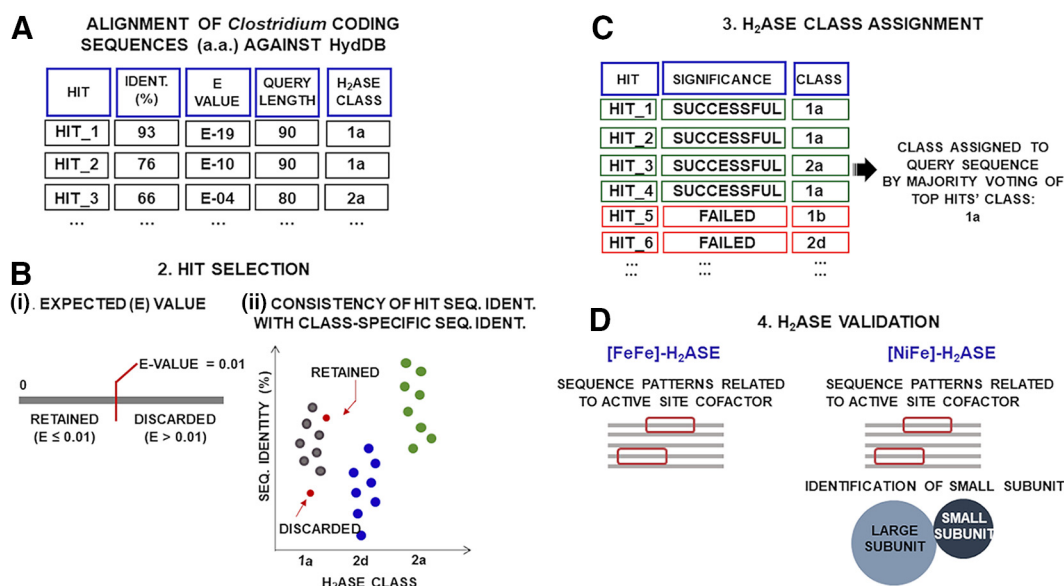 A
ALIGNMENT OF Clostridium CODING
SEQUENCES (a.a.) AGAINST HydDB
HIT IDENT. (%) E VALUE QUERY LENGTH H₂ASE CLASS
HIT_1 93 E-19 90 1a
HIT_2 76 E-10 90 1a
HIT_3 66 E-04 80 2a
... ... ... ... ...
B
2. HIT SELECTION
(i) . EXPECTED (E) VALUE
0
E-VALUE = 0.01
RETAINED
(E ≤ 0.01)
DISCARDED
(E > 0.01)
(ii) CONSISTENCY OF HIT SEQ. IDENT.
WITH CLASS-SPECIFIC SEQ. IDENT.
SEQ. IDENTITY (%)
RETAINED
DISCARDED
1a 2d 2a
H₂ASE CLASS
C
3. H₂ASE CLASS ASSIGNMENT
HIT SIGNIFICANCE CLASS
HIT_1 SUCCESSFUL 1a
HIT_2 SUCCESSFUL 1a
HIT_3 SUCCESSFUL 2a
HIT_4 SUCCESSFUL 1a
HIT_5 FAILED 1b
HIT_6 FAILED 2d
... ... ...
... ... ...
CLASS ASSIGNED TO
QUERY SEQUENCE
BY MAJORITY VOTING OF
TOP HITS' CLASS:
1a
D
4. H₂ASE VALIDATION
[FeFe]-H₂ASE
SEQUENCE PATTERNS RELATED
TO ACTIVE SITE COFACTOR
[NiFe]-H₂ASE
SEQUENCE PATTERNS RELATED
TO ACTIVE SITE COFACTOR
IDENTIFICATION OF SMALL SUBUNIT
LARGE
SUBUNIT
SMALL
SUBUNIT